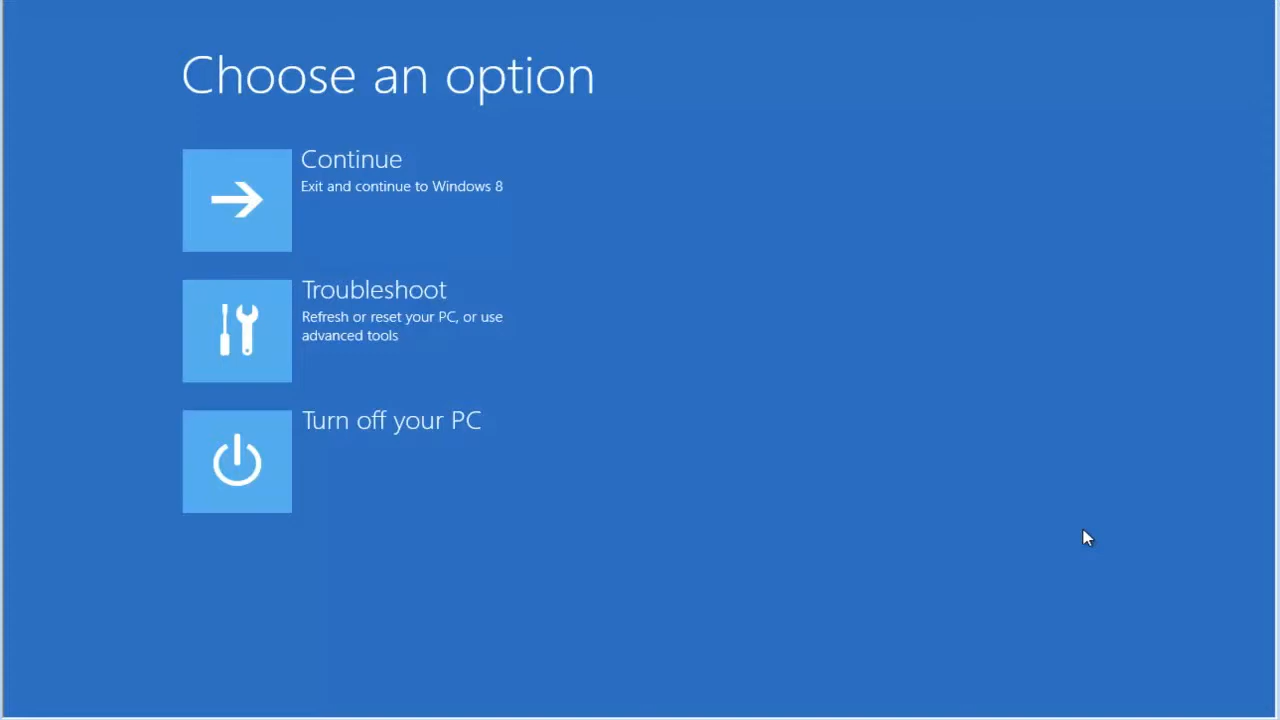 Choose an option
Continue
Exit and continue to Windows 8
Troubleshoot
Refresh or reset your PC, or use
advanced tools
Turn off your PC